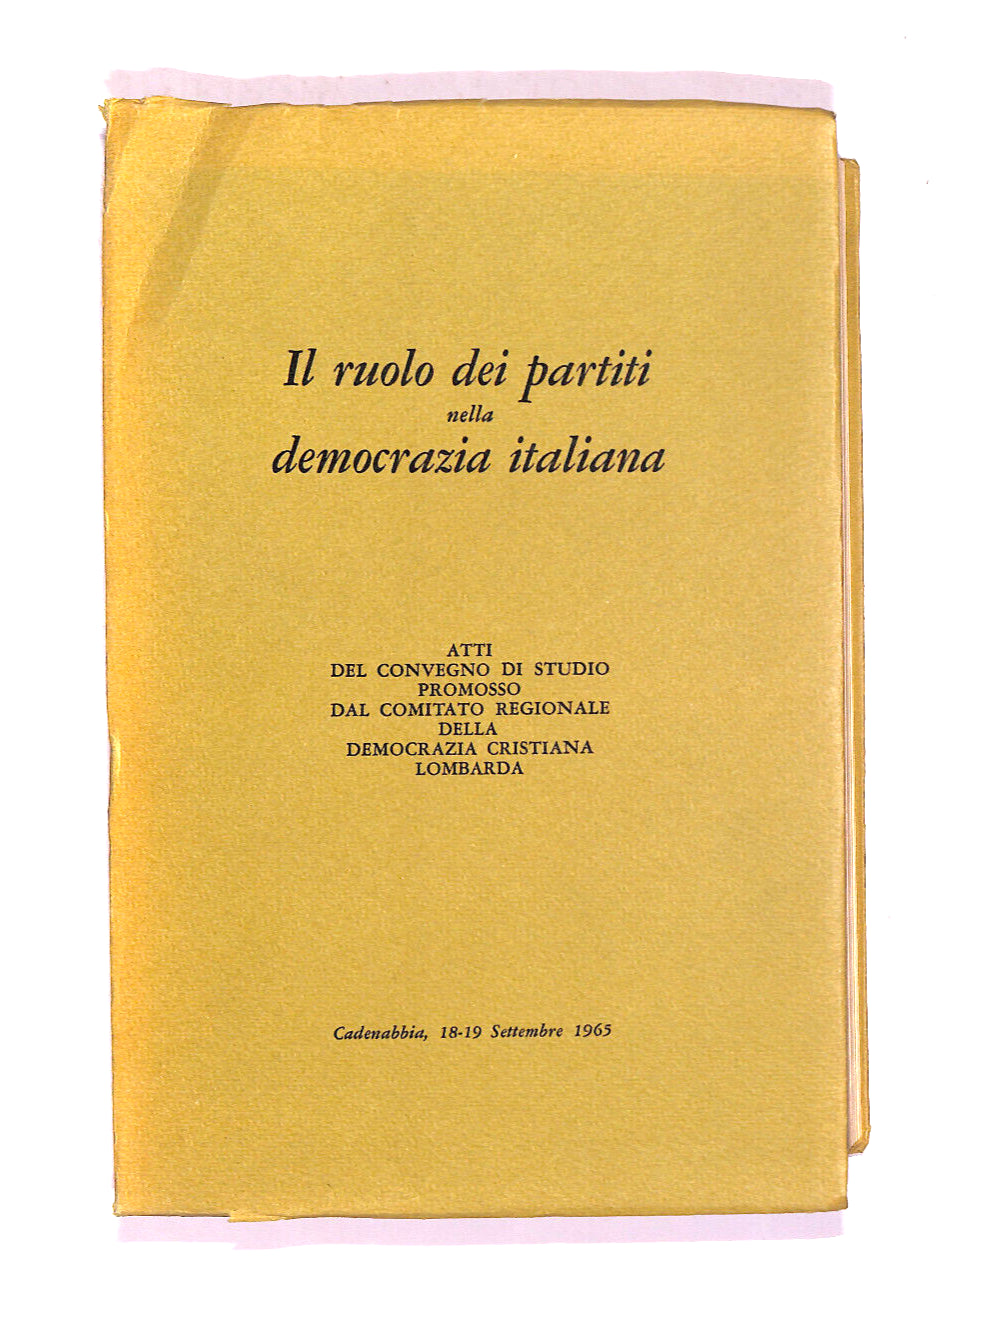 Il ruolo dei partiti
nella
democrazia italiana
ATTI
DEL CONVEGNO DI STUDIO
PROMOSSO
DAL COMITATO REGIONALE
DELLA
DEMOCRAZIA CRISTIANA
LOMBARDA
Cadenabbia, 18-19 Settembre 1965